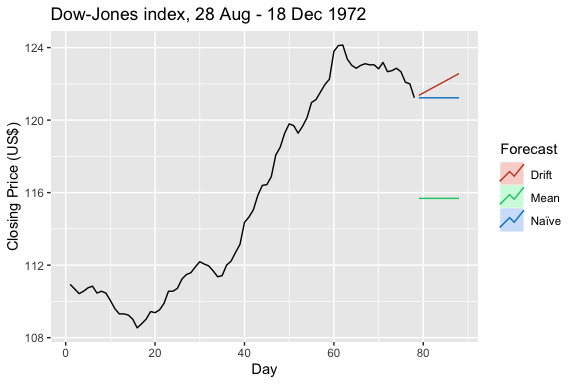 Dow-Jones index, 28 Aug - 18 Dec 1972
124
120
116
112
108
Closing Price (US$)
0
20
40
60
80
Day
Forecast
Drift
Mean
Naïve